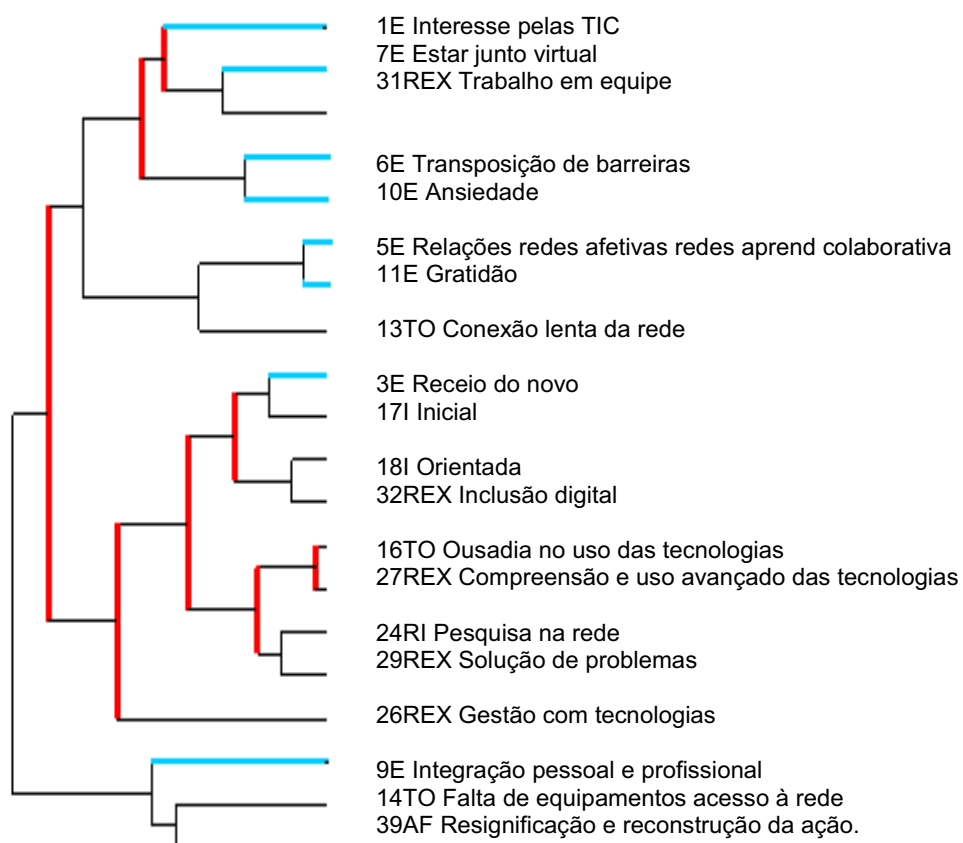 1E Interesse pelas TIC
7E Estar junto virtual
31REX Trabalho em equipe
6E Transposição de barreiras
10E Ansiedade
5E Relações redes afetivas redes aprend colaborativa
11E Gratidão
13TO Conexão lenta da rede
3E Receio do novo
17I Inicial
18I Orientada
32REX Inclusão digital
16TO Ousadia no uso das tecnologias
27REX Compreensão e uso avançado das tecnologias
24RI Pesquisa na rede
29REX Solução de problemas
26REX Gestão com tecnologias
9E Integração pessoal e profissional
14TO Falta de equipamentos acesso à rede
39AF Resignificação e reconstrução da ação.